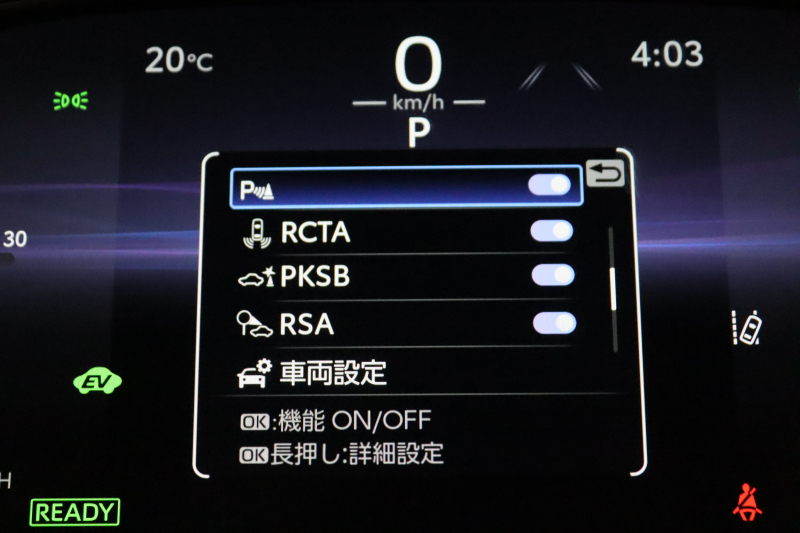 20℃
0
4:03
km/h
P
P
RCTA
30
PKSB
RSA
EV
車両設定
OK:機能 ON/OFF
OK長押し:詳細設定
H
READY